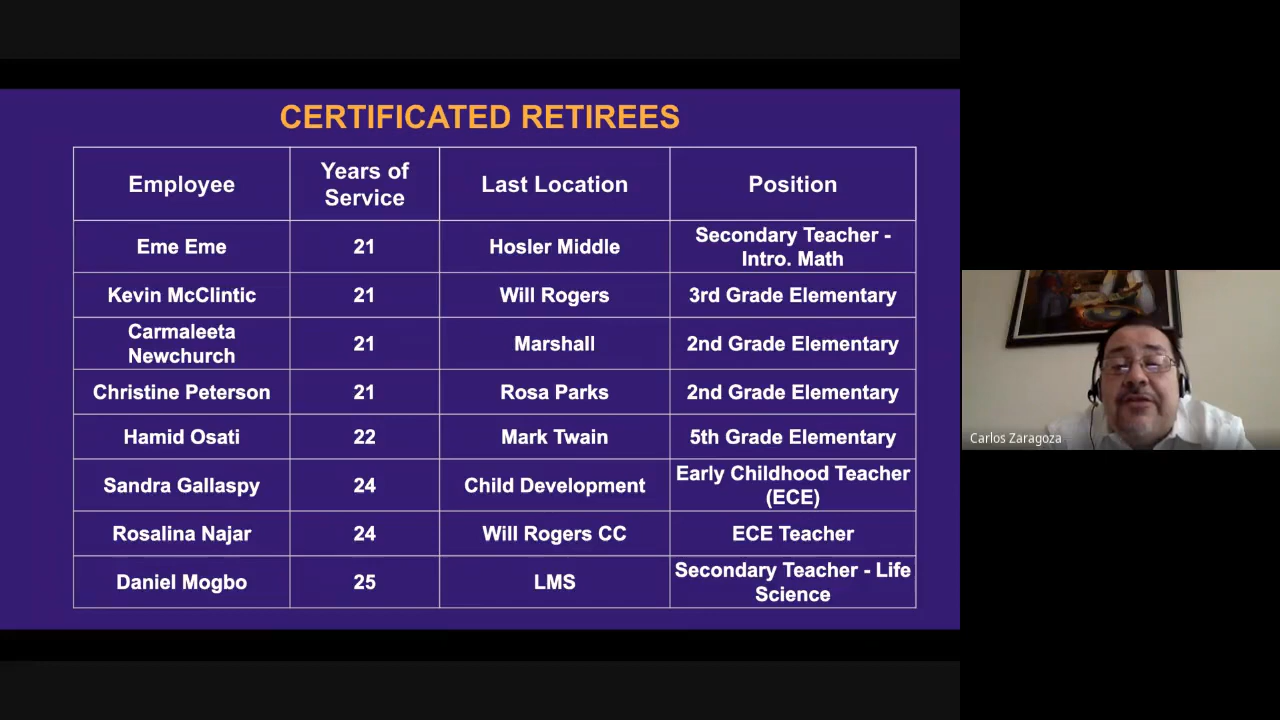 CERTIFICATED RETIREES
Employee
Years of
Service
Last Location
Position
Eme Eme
21
Hosler Middle
Secondary Teacher -
Intro. Math
Kevin McClintic
21
Will Rogers
3rd Grade Elementary
Carmaleeta
Newchurch
21
Marshall
2nd Grade Elementary
Christine Peterson
21
Rosa Parks
2nd Grade Elementary
Hamid Osati
22
Mark Twain
5th Grade Elementary
Sandra Gallaspy
24
Child Development
Early Childhood Teacher
(ECE)
Rosalina Najar
24
Will Rogers CC
ECE Teacher
Daniel Mogbo
25
LMS
Secondary Teacher - Life
Science
Carlos Zaragoza